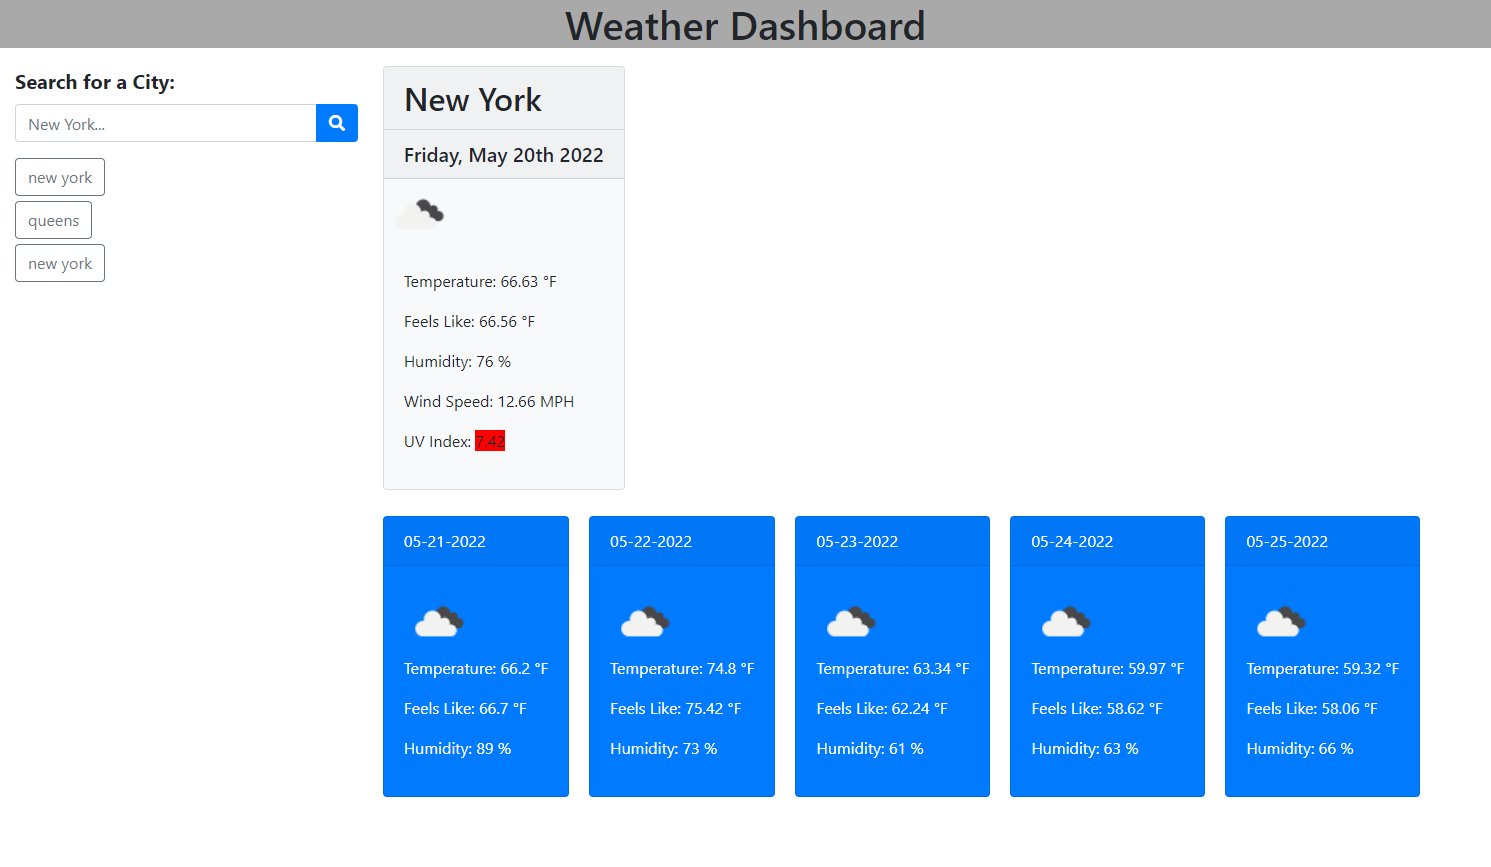 Weather Dashboard
Search for a City:
New York...
new york
queens
new york
New York
Friday, May 20th 2022
Temperature: 66.63 °F
Feels Like: 66.56 °F
Humidity: 76 %
Wind Speed: 12.66 MPH
UV Index: 7.42
05-21-2022
Temperature: 66.2 °F
Feels Like: 66.7 °F
Humidity: 89 %
05-22-2022
Temperature: 74.8 °F
Feels Like: 75.42 °F
Humidity: 73 %
05-23-2022
Temperature: 63.34 °F
Feels Like: 62.24 °F
Humidity: 61 %
05-24-2022
Temperature: 59.97 °F
Feels Like: 58.62 °F
Humidity: 63 %
05-25-2022
Temperature: 59.32 °F
Feels Like: 58.06 °F
Humidity: 66 %